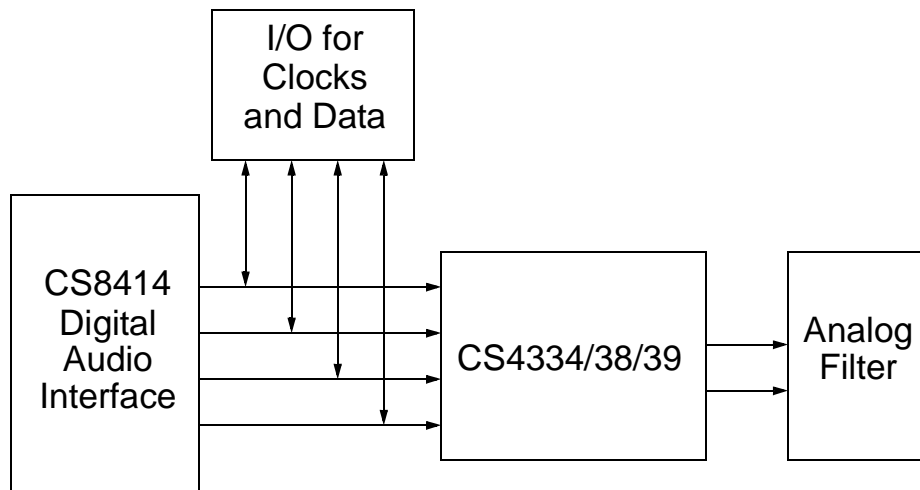 I/O for
Clocks
and Data
CS8414
Digital
Audio
Interface
CS4334/38/39
Analog
Filter